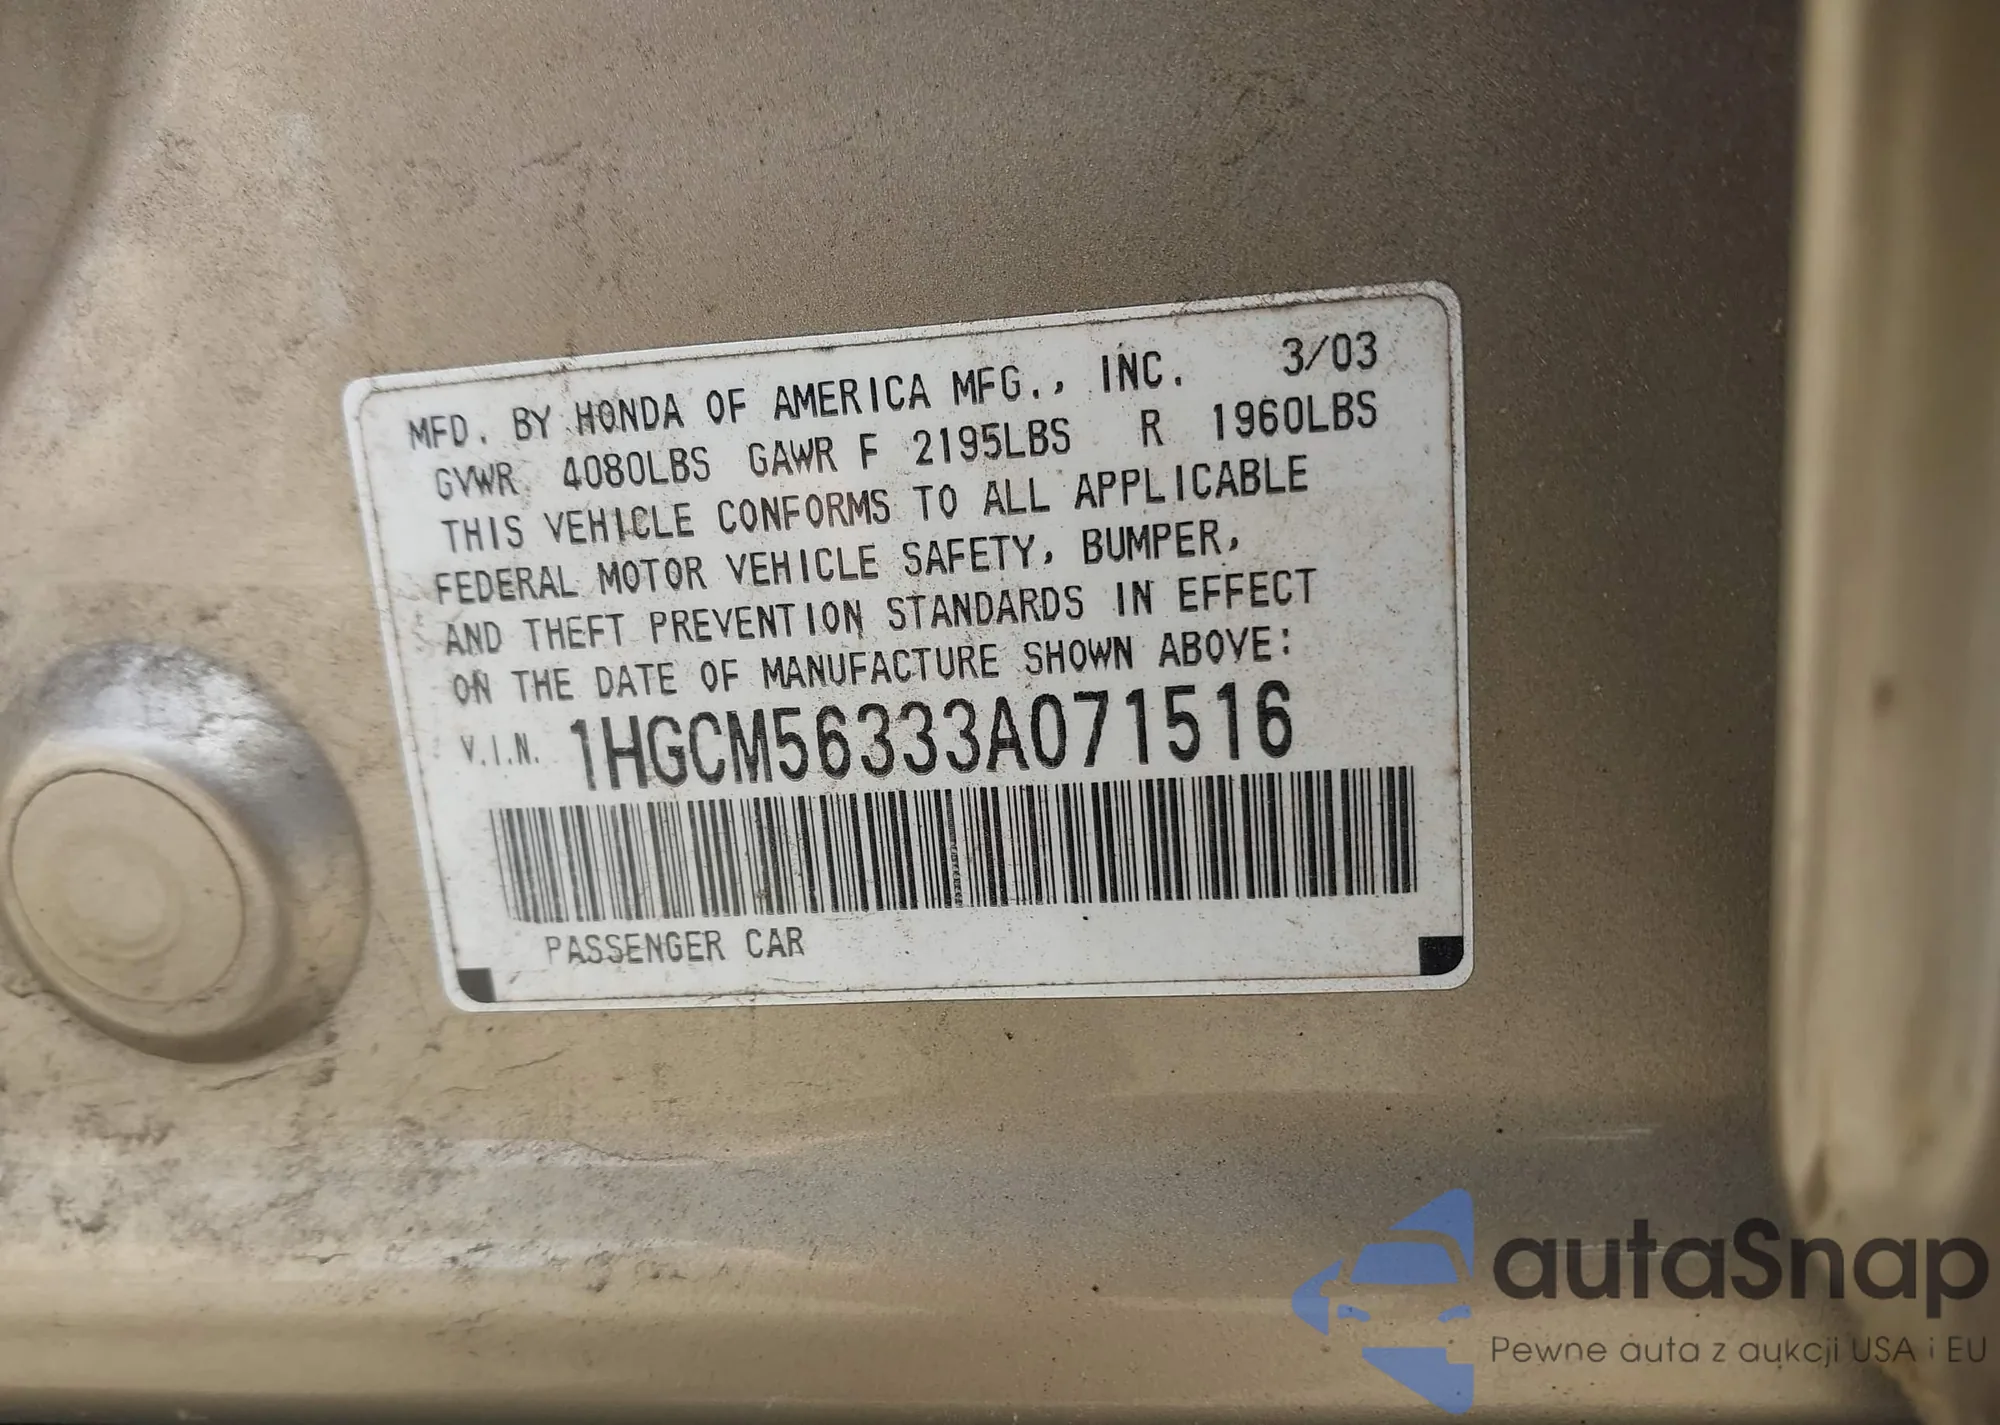 MFD. BY HONDA OF AMERICA MFG., INC. 3/03
GVWR 4080LBS GAWR F 2195LBS R 1960LBS
THIS VEHICLE CONFORMS TO ALL APPLICABLE
FEDERAL MOTOR VEHICLE SAFETY, BUMPER,
AND THEFT PREVENTION STANDARDS IN EFFECT
ON THE DATE OF MANUFACTURE SHOWN ABOVE:
V.I.N. 1HGCM56333A071516
PASSENGER CAR
autaSnap
Pewne auta z aukcji USA i EU